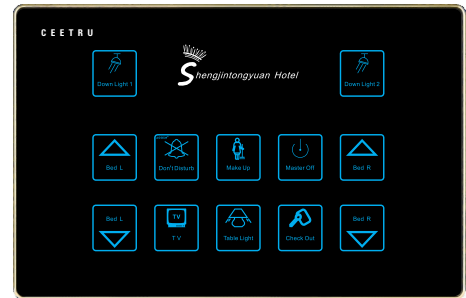 CEETRU
Down Light 1
Shengjintongyuan Hotel
Down Light 2
Bed L
Don't Disturb
Make Up
Master Off
Bed R
Bed L
TV
TV
Table Light
Check Out
Bed R